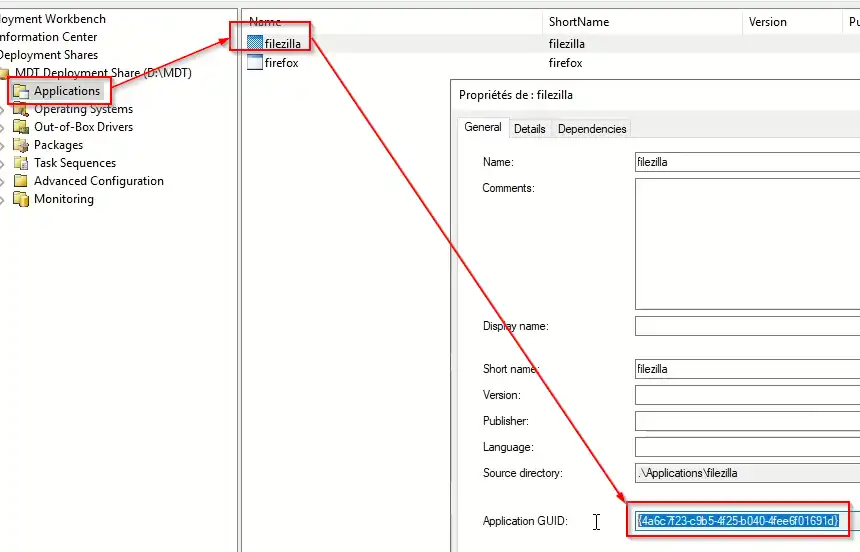 loyment Workbench
nformation Center
Deployment Shares
MDT Deployment Share (D:\MDT)
Applications
Operating Systems
Out-of-Box Drivers
Packages
Task Sequences
Advanced Configuration
Monitoring
Name ShortName Version Pu
filezilla filezilla
firefox firefox
Propriétés de : filezilla
General Details Dependencies
Name: filezilla
Comments:
Display name:
Short name: filezilla
Version:
Publisher:
Language:
Source directory: .\Applications\filezilla
Application GUID: {4a6c7f23-c9b5-4f25-b040-4fee6f01691d}